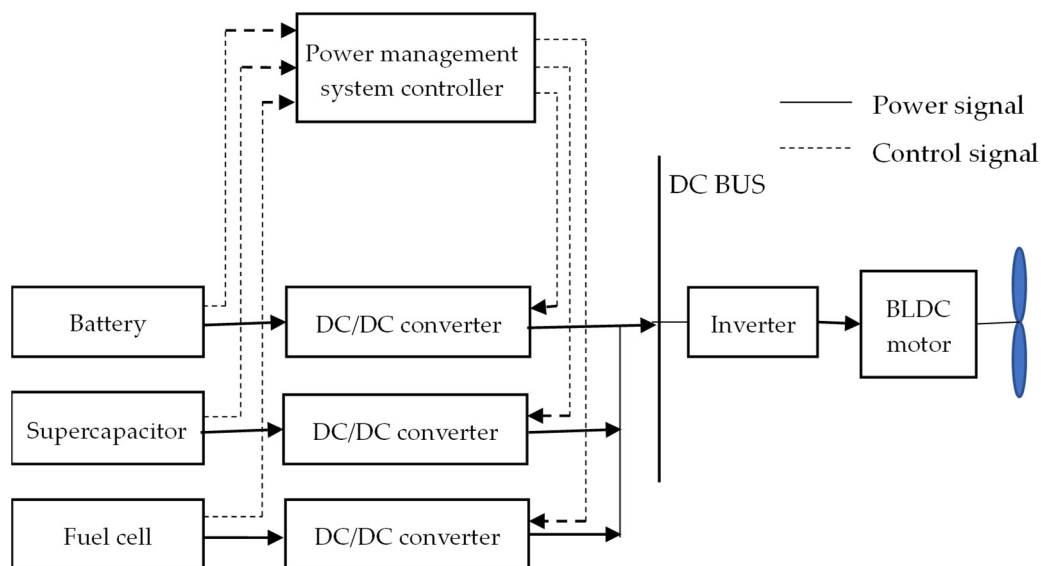 Power management
system controller
Power signal
Control signal
DC BUS
Battery
DC/DC converter
Inverter
BLDC
motor
Supercapacitor
DC/DC converter
Fuel cell
DC/DC converter